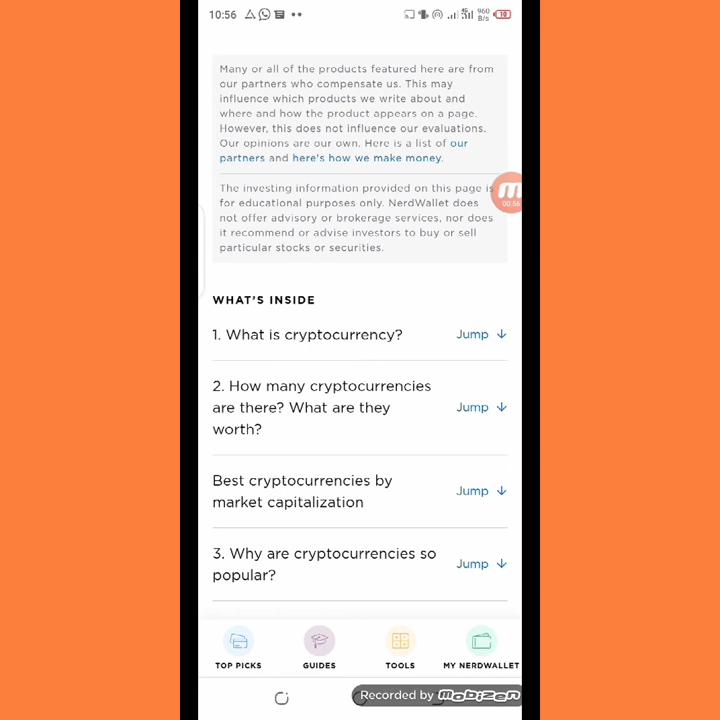 10:56
4G
960
B/s
10
Many or all of the products featured here are from
our partners who compensate us. This may
influence which products we write about and
where and how the product appears on a page.
However, this does not influence our evaluations.
Our opinions are our own. Here is a list of our
partners and here's how we make money.
The investing information provided on this page is
for educational purposes only. NerdWallet does
not offer advisory or brokerage services, nor does
it recommend or advise investors to buy or sell
particular stocks or securities.
m
00:56
WHAT'S INSIDE
1. What is cryptocurrency?
Jump
2. How many cryptocurrencies
are there? What are they
worth?
Jump
Best cryptocurrencies by
market capitalization
Jump
3. Why are cryptocurrencies so
popular?
Jump
TOP PICKS
GUIDES
TOOLS
MY NERDWALLET
Recorded by mobizen